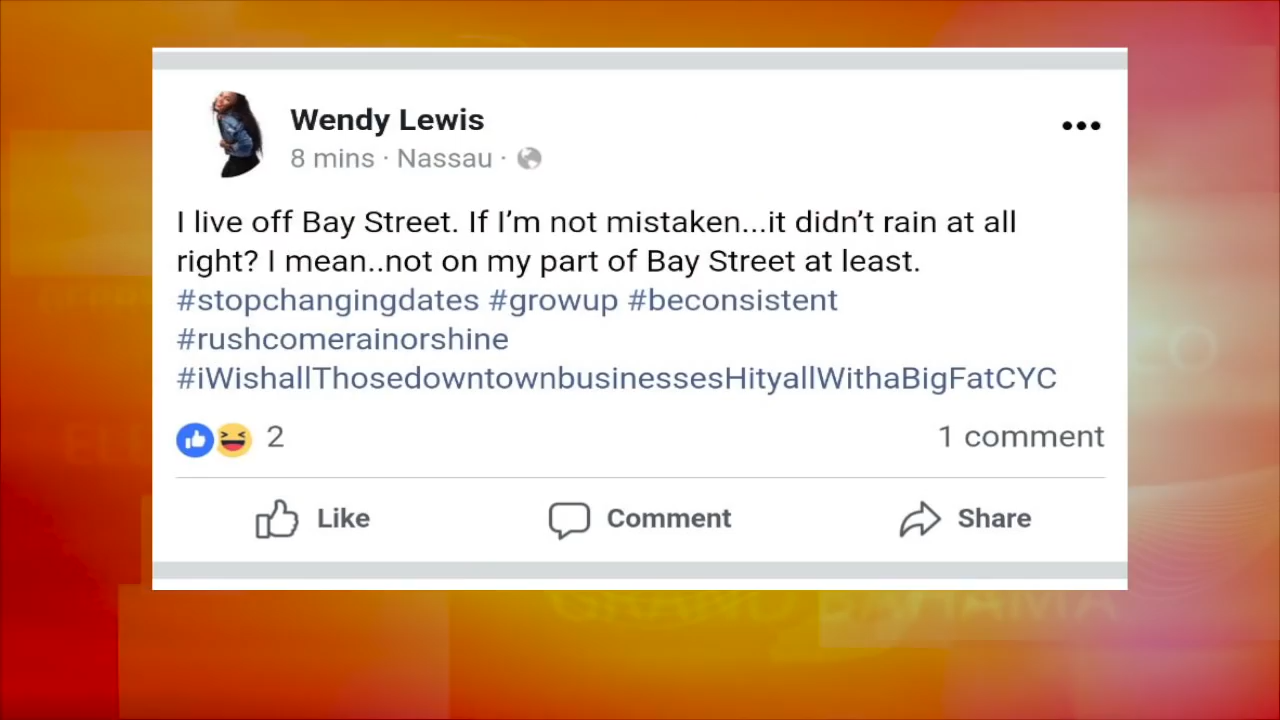 Wendy Lewis
8 mins · Nassau ·
I live off Bay Street. If I’m not mistaken...it didn’t rain at all
right? I mean..not on my part of Bay Street at least.
#stopchangingdates #growup #beconsistent
#rushcomerainorshine
#iWishallThosedowntownbusinessesHityallWithaBigFatCYC
2
1 comment
Like
Comment
Share
GRAND BAHAMA